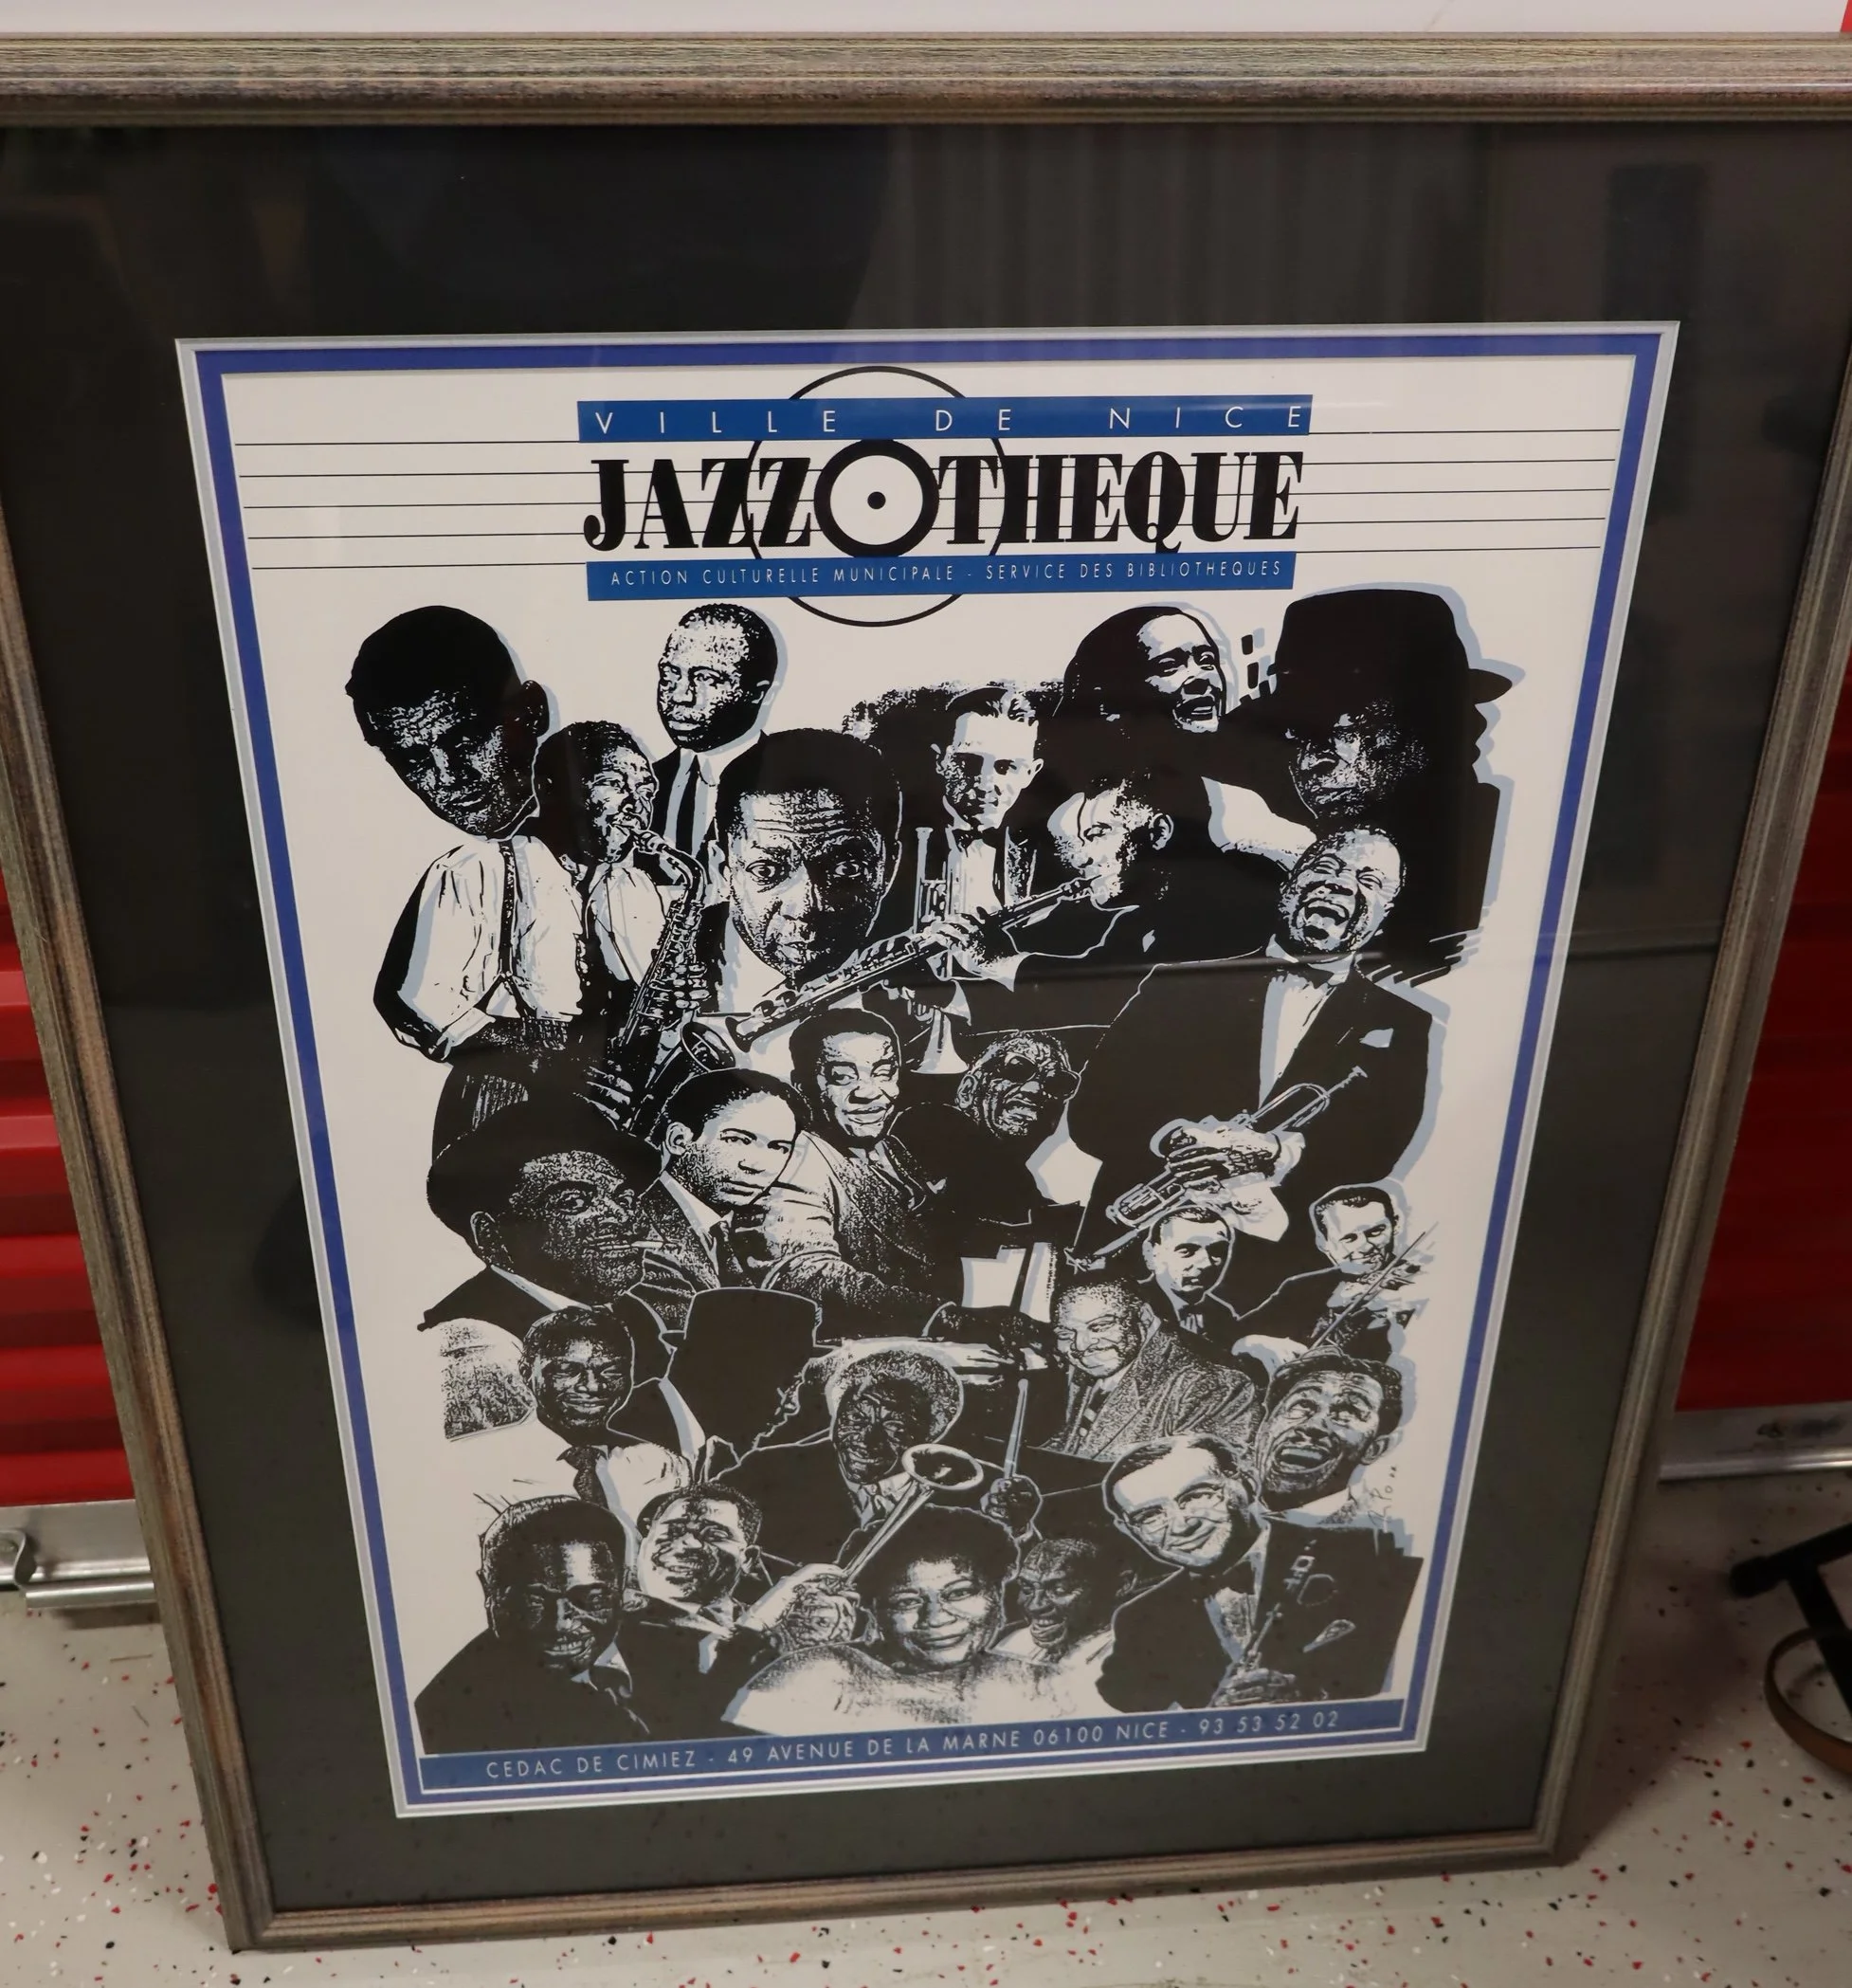 VILLE DE NICE
JAZZOTHEQUE
ACTION CULTURELLE MUNICIPALE - SERVICE DES BIBLIOTHEQUES
CEDAC DE CIMIEZ - 49 AVENUE DE LA MARNE 06100 NICE - 93 53 52 02